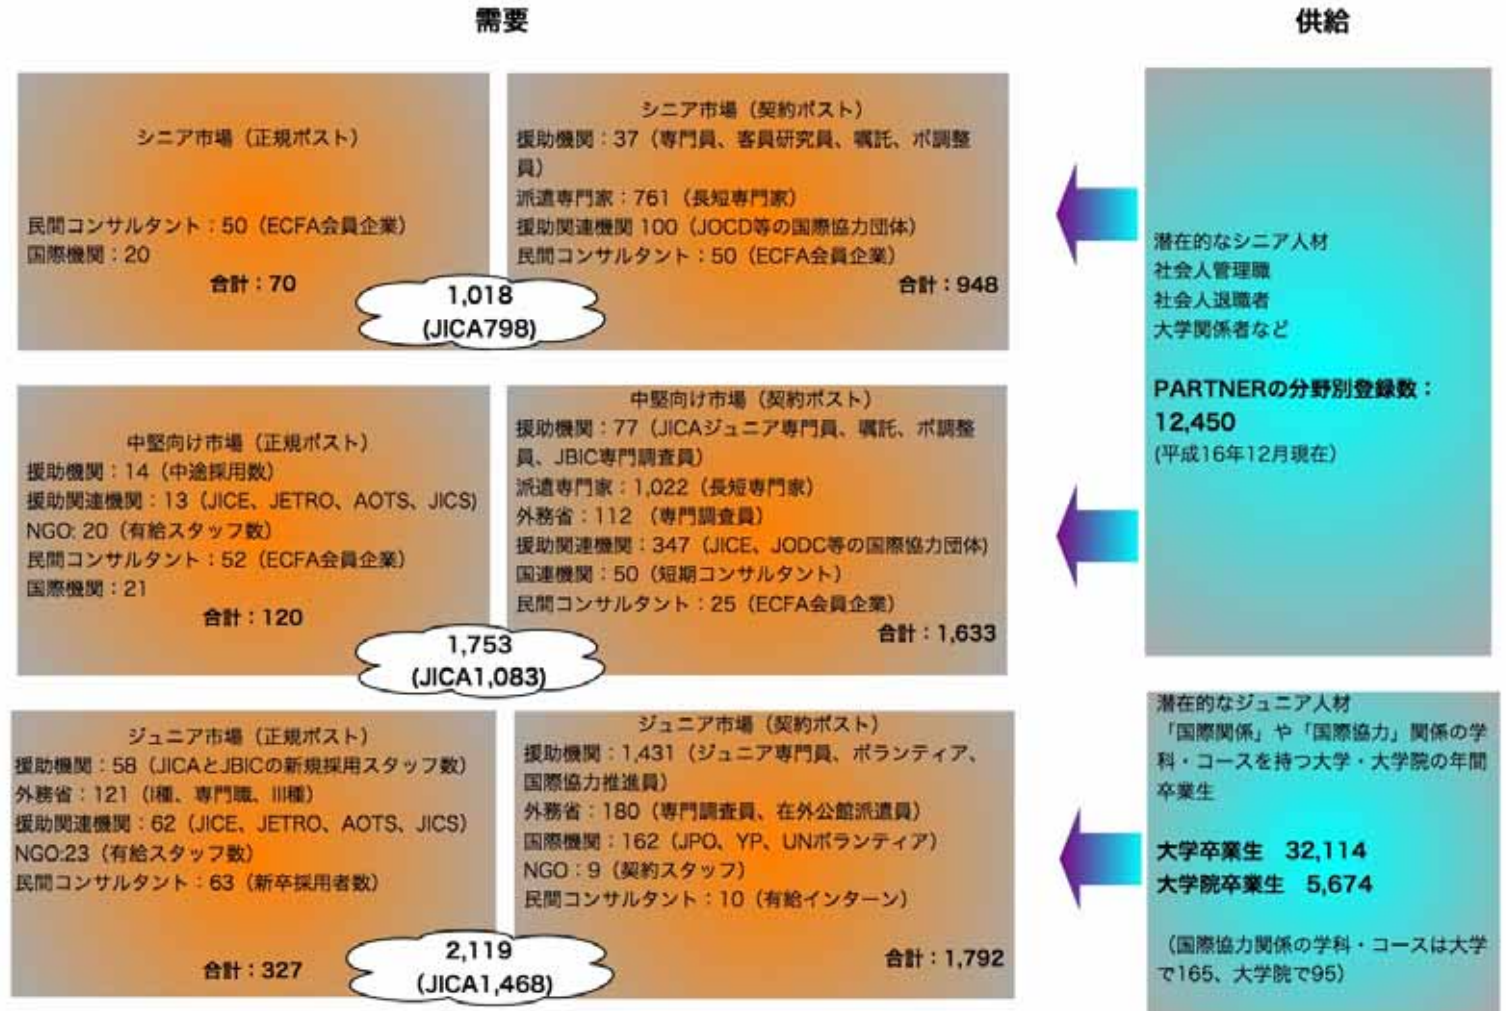 需要
供給
シニア市場（正規ポスト）
民間コンサルタント：50（ECFA会員企業）
国際機関：20
合計：70
シニア市場（契約ポスト）
援助機関：37（専門員、客員研究員、嘱託、ボ調整
員）
派遣専門家：761（長短専門家）
援助関連機関 100（JOCD等の国際協力団体）
民間コンサルタント：50（ECFA会員企業）
合計：948
1,018
(JICA798)
中堅向け市場（正規ポスト）
援助機関：14（中途採用数）
援助関連機関：13（JICE、JETRO、AOTS、JICS)
NGO: 20（有給スタッフ数）
民間コンサルタント：52（ECFA会員企業）
国際機関：21
合計：120
中堅向け市場（契約ポスト）
援助機関：77（JICAジュニア専門員、嘱託、ボ調整
員、JBIC専門調査員）
派遣専門家：1,022（長短専門家）
外務省：112 （専門調査員）
援助関連機関：347（JICE、JODC等の国際協力団体)
国連機関：50（短期コンサルタント）
民間コンサルタント：25（ECFA会員企業）
合計：1,633
1,753
(JICA1,083)
ジュニア市場（正規ポスト）
援助機関：58（JICAとJBICの新規採用スタッフ数）
外務省：121（I種、専門職、III種）
援助関連機関：62（JICE、JETRO、AOTS、JICS）
NGO:23（有給スタッフ数）
民間コンサルタント：63（新卒採用者数）
合計：327
ジュニア市場（契約ポスト）
援助機関：1,431（ジュニア専門員、ボランティア、
国際協力推進員）
外務省：180（専門調査員、在外公館派遣員）
国際機関：162（JPO、YP、UNボランティア）
NGO：9（契約スタッフ）
民間コンサルタント：10（有給インターン）
合計：1,792
2,119
(JICA1,468)
潜在的なシニア人材
社会人管理職
社会人退職者
大学関係者など
PARTNERの分野別登録数：
12,450
(平成16年12月現在）
潜在的なジュニア人材
「国際関係」や「国際協力」関係の学
科・コースを持つ大学・大学院の年間
卒業生
大学卒業生　32,114
大学院卒業生　5,674
（国際協力関係の学科・コースは大学
で165、大学院で95）